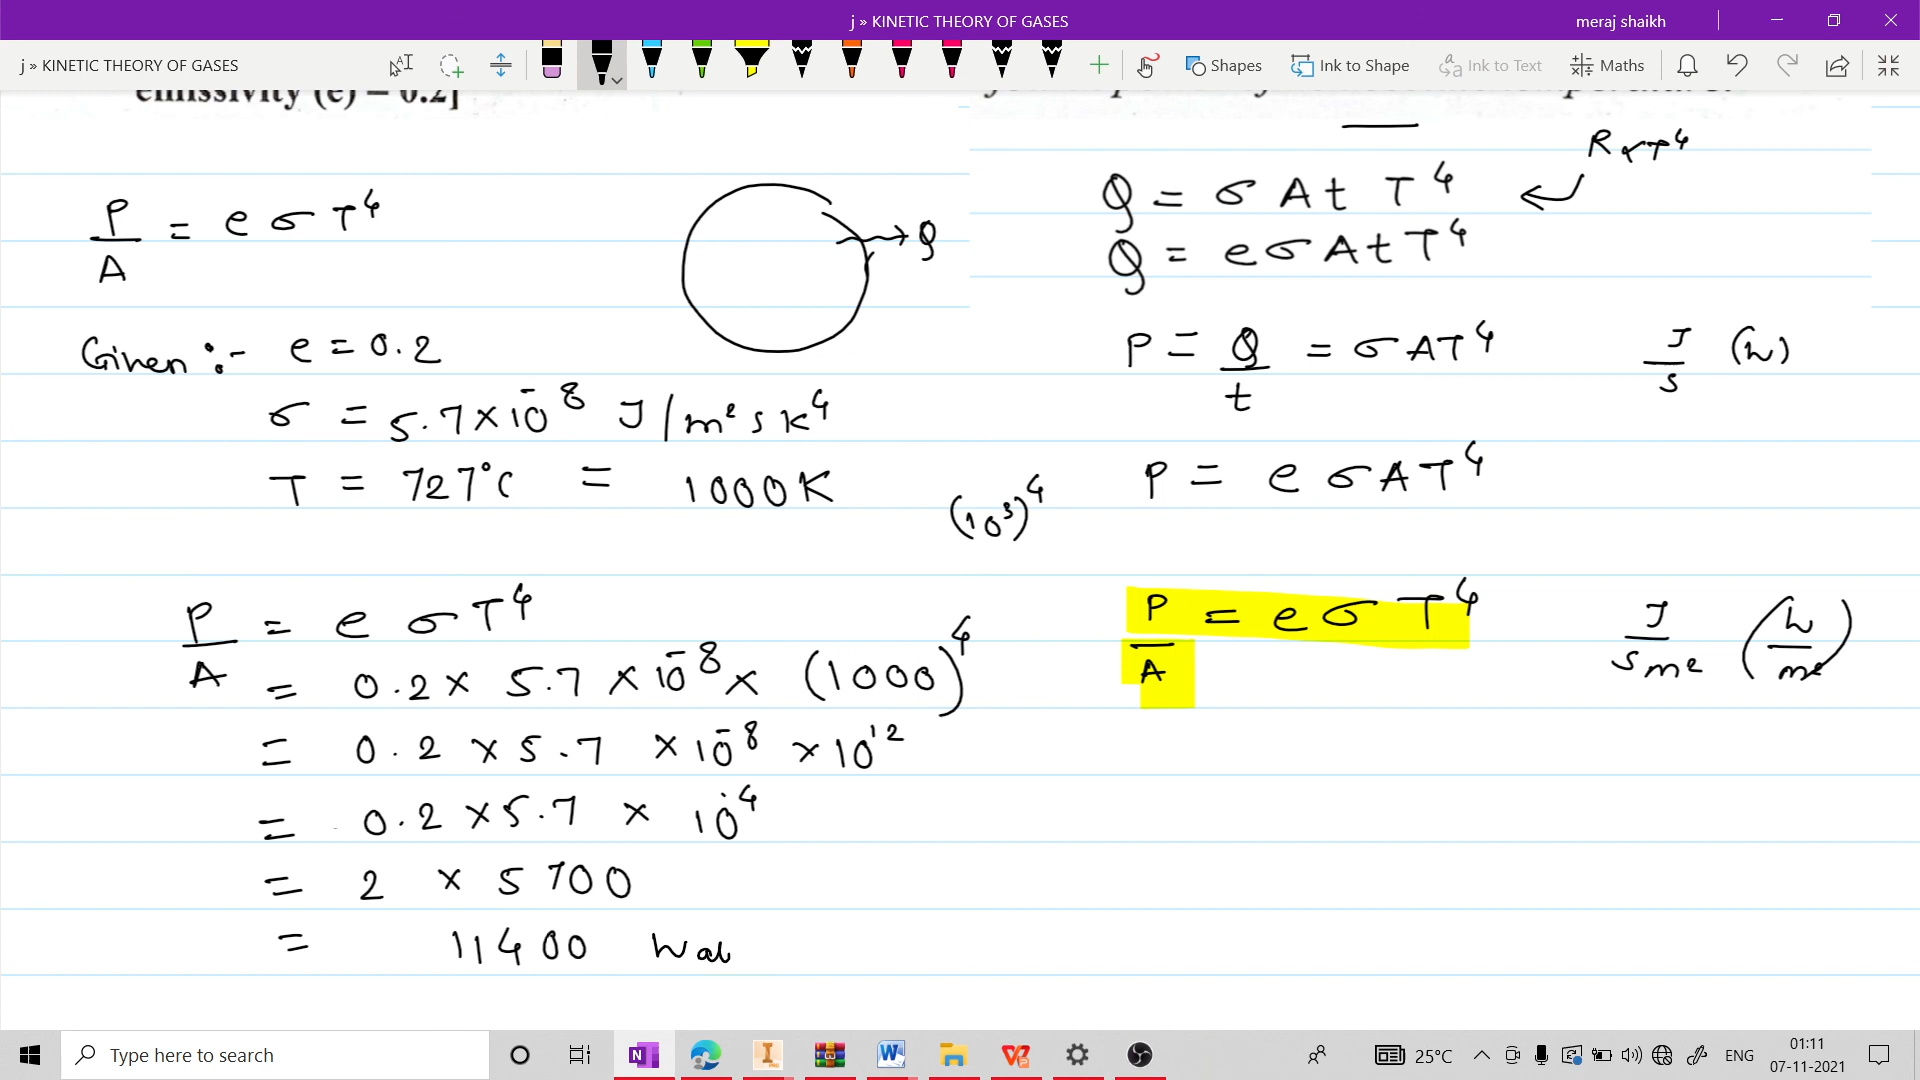 j » KINETIC THEORY OF GASES
meraj shaikh
j » KINETIC THEORY OF GASES
Shapes
Ink to Shape
Ink to Text
Maths
emissivity (e) = 0.2]
P/A = e σ T⁴
→ Q
Given :- e = 0.2
σ = 5.7 × 10⁻⁸ J/m² s K⁴
T = 727°C = 1000 K
(10³)⁴
P/A = e σ T⁴
= 0.2 × 5.7 × 10⁻⁸ × (1000)⁴
= 0.2 × 5.7 × 10⁻⁸ × 10¹²
= 0.2 × 5.7 × 10⁴
= 2 × 5700
= 11400 Wat
R ∝ T⁴
Q = σ A t T⁴
Q = e σ A t T⁴
P = Q/t = σ A T⁴ J/s (W)
P = e σ A T⁴
P/A = e σ T⁴ J/s m² (W/m²)
Type here to search
25°C
ENG
01:11
07-11-2021